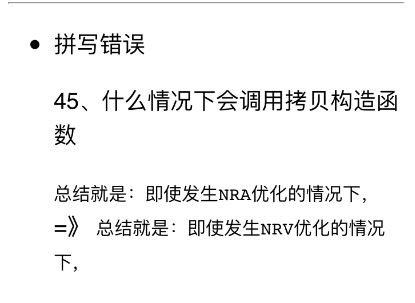 拼写错误
45、什么情况下会调用拷贝构造函
数
总结就是：即使发生NRA优化的情况下，
=》 总结就是：即使发生NRV优化的情况
下，